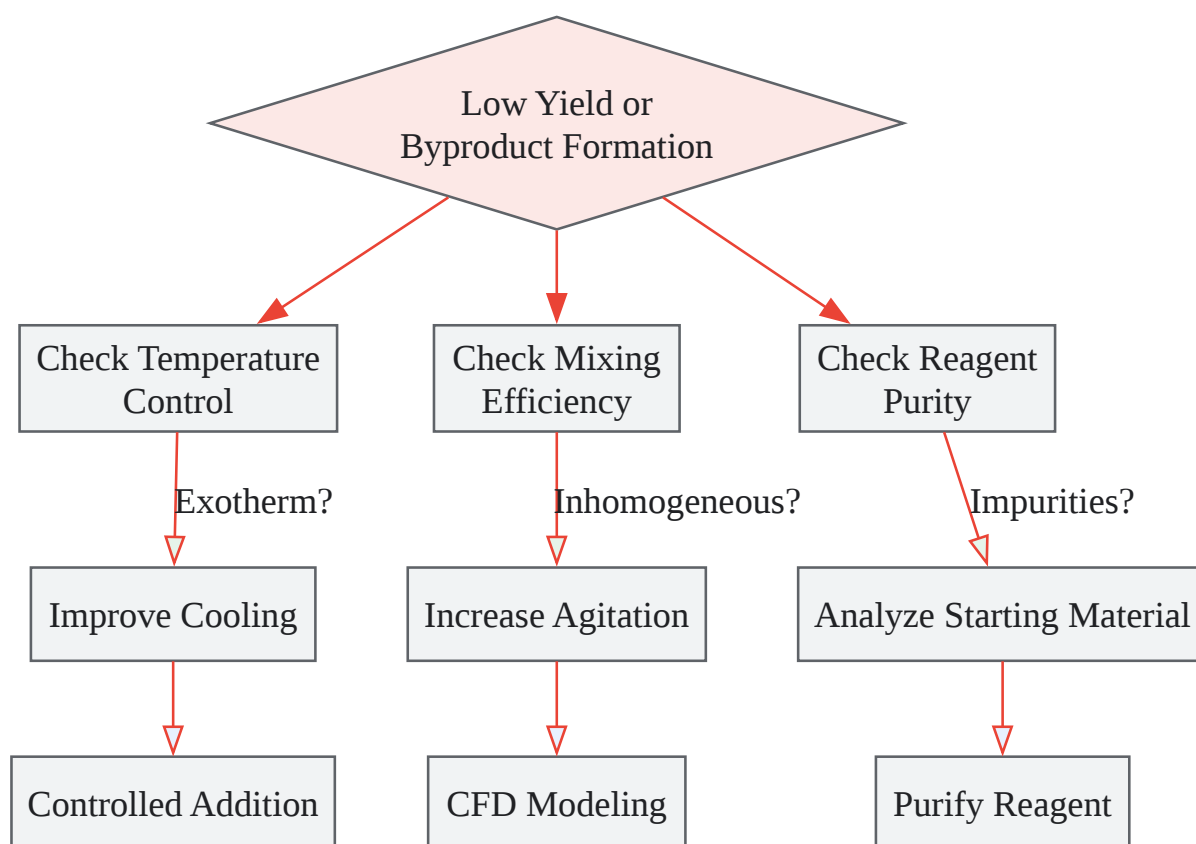 Low Yield or
Byproduct Formation
Check Temperature
Control
Check Mixing
Efficiency
Check Reagent
Purity
Exotherm?
Inhomogeneous?
Impurities?
Improve Cooling
Increase Agitation
Analyze Starting Material
Controlled Addition
CFD Modeling
Purify Reagent